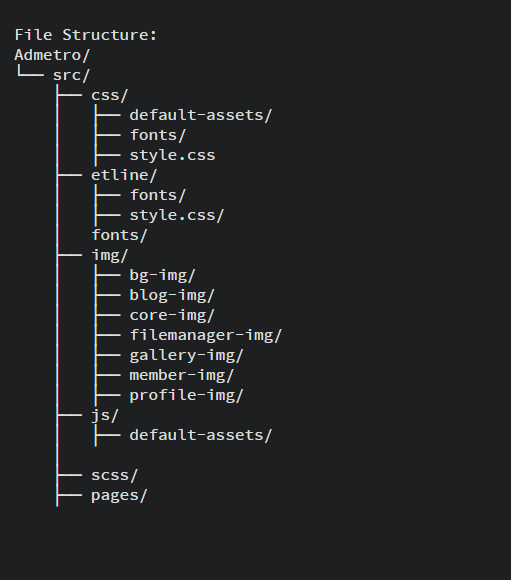 File Structure:
Admetro/
└── src/
    ├── css/
    │   ├── default-assets/
    │   ├── fonts/
    │   ├── style.css
    ├── etline/
    │   ├── fonts/
    │   ├── style.css/
    │   fonts/
    ├── img/
    │   ├── bg-img/
    │   ├── blog-img/
    │   ├── core-img/
    │   ├── filemanager-img/
    │   ├── gallery-img/
    │   ├── member-img/
    │   ├── profile-img/
    ├── js/
    │   ├── default-assets/
    │
    ├── scss/
    ├── pages/